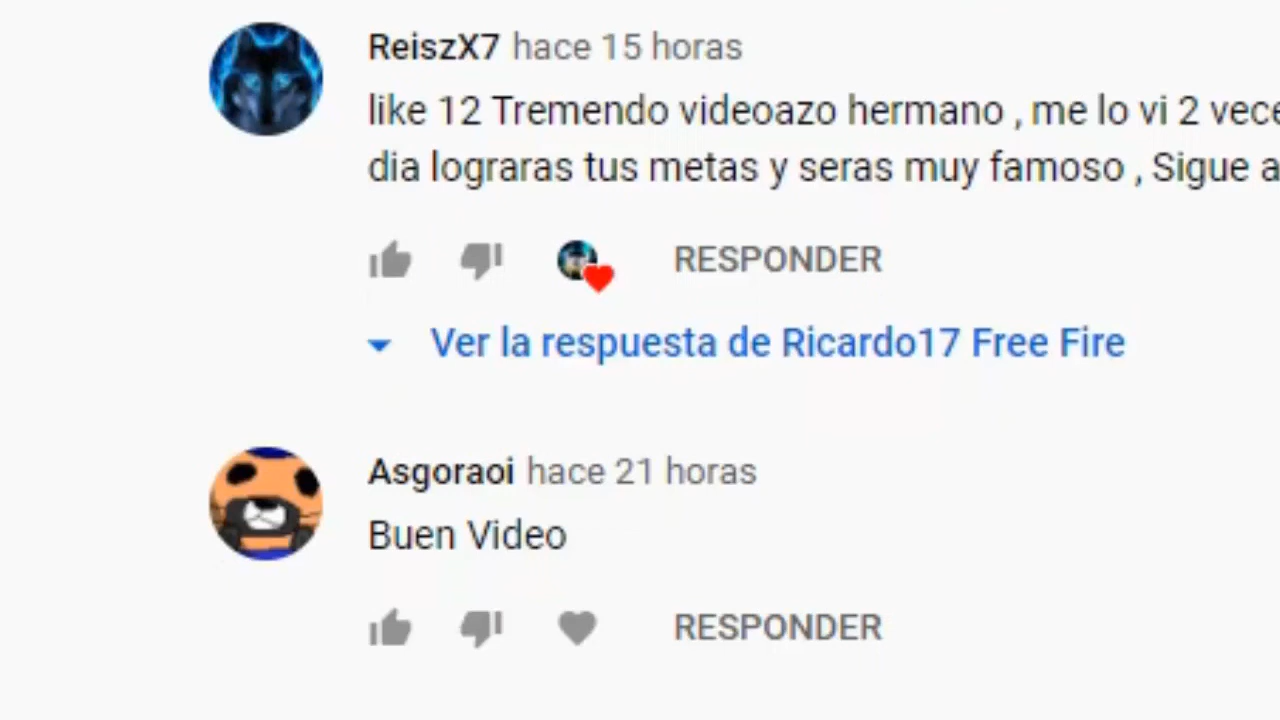 ReiszX7 hace 15 horas
like 12 Tremendo videoazo hermano , me lo vi 2 vece
dia lograras tus metas y seras muy famoso , Sigue a
RESPONDER
Ver la respuesta de Ricardo17 Free Fire
Asgoraoi hace 21 horas
Buen Video
RESPONDER